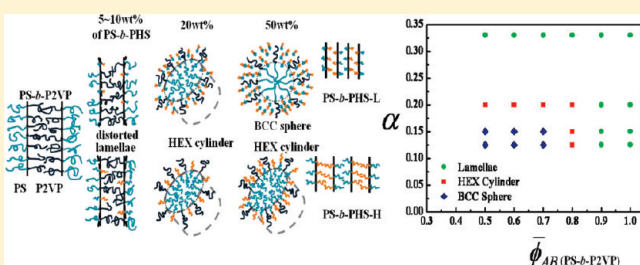 5~10wt%
of PS-b-PHS
20wt%
50wt%
PS-b-P2VP
PS-b-PHS-L
distorted
lamellae
HEX cylinder
BCC sphere
HEX cylinder
PS P2VP
PS-b-PHS-H
α
0.35
0.30
0.25
0.20
0.15
0.10
0.05
0.00
Lamellae
HEX Cylinder
BCC Sphere
0.3 0.4 0.5 0.6 0.7 0.8 0.9 1.0
ϕ̅AB (PS-b-P2VP)